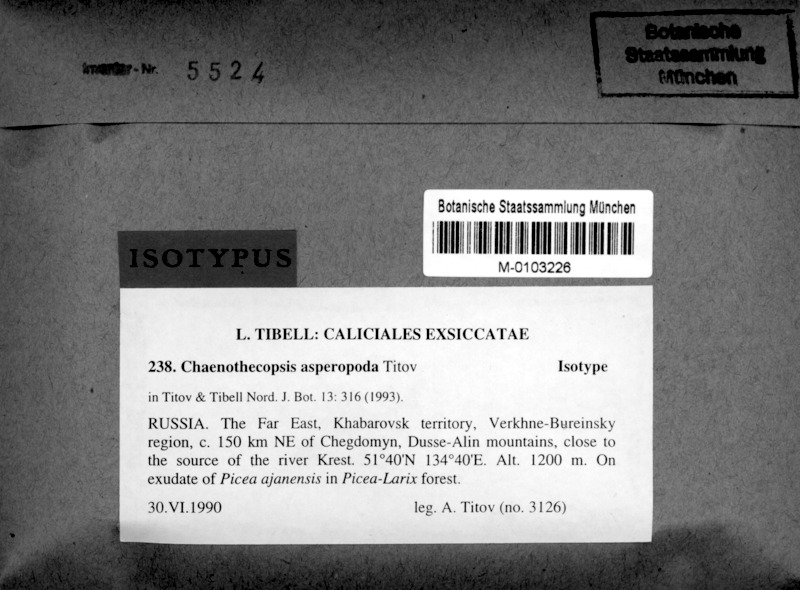 Inventar-Nr. 5524
Botanische
Staatssammlung
München
Botanische Staatssammlung München
M-0103226
ISOTYPUS
L. TIBELL: CALICIALES EXSICCATAE
238. Chaenothecopsis asperopoda Titov Isotype
in Titov & Tibell Nord. J. Bot. 13: 316 (1993).
RUSSIA. The Far East, Khabarovsk territory, Verkhne-Bureinsky
region, c. 150 km NE of Chegdomyn, Dusse-Alin mountains, close to
the source of the river Krest. 51°40'N 134°40'E. Alt. 1200 m. On
exudate of Picea ajanensis in Picea-Larix forest.
30.VI.1990 leg. A. Titov (no. 3126)